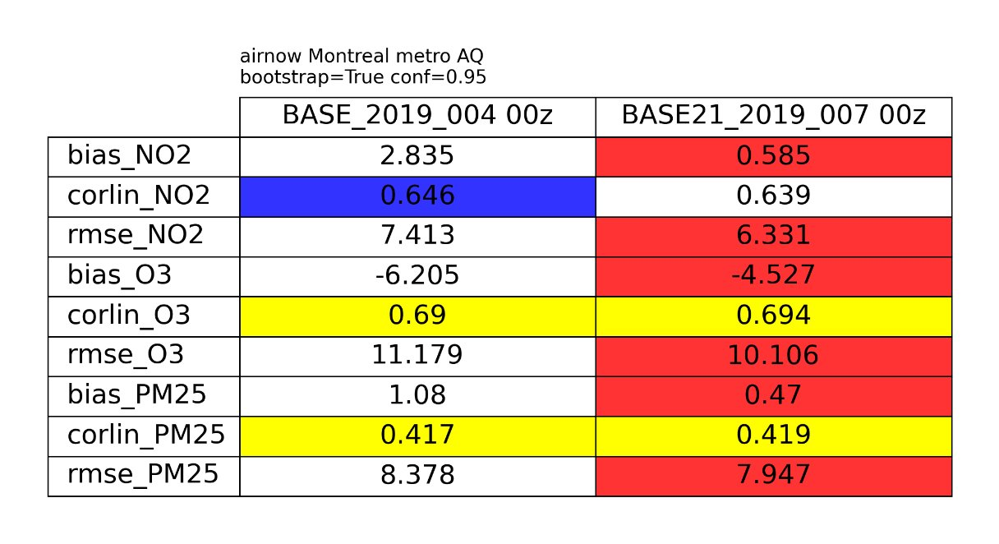 airnow Montreal metro AQ
bootstrap=True conf=0.95
BASE_2019_004 00z BASE21_2019_007 00z
bias_NO2 2.835 0.585
corlin_NO2 0.646 0.639
rmse_NO2 7.413 6.331
bias_O3 -6.205 -4.527
corlin_O3 0.69 0.694
rmse_O3 11.179 10.106
bias_PM25 1.08 0.47
corlin_PM25 0.417 0.419
rmse_PM25 8.378 7.947